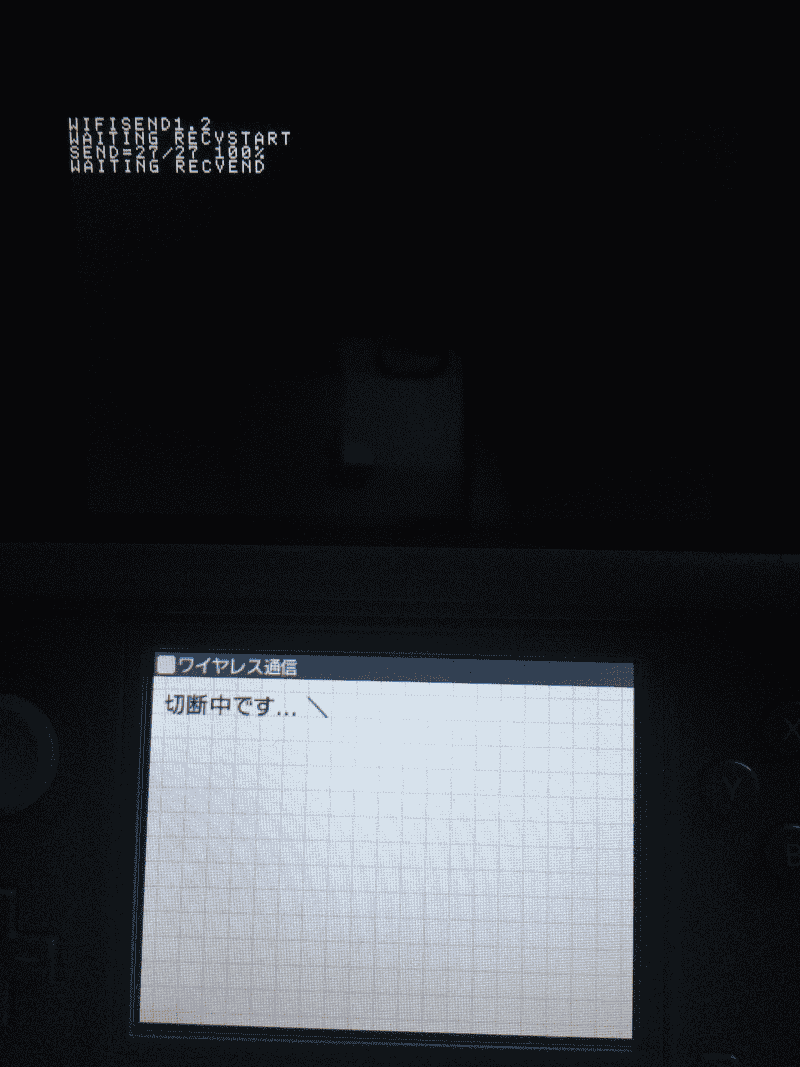 WIFISEND1.2
WAITING RECVSTART
SEND=27/27 100%
WAITING RECVEND
ワイヤレス通信
切断中です... \
X
Y
B